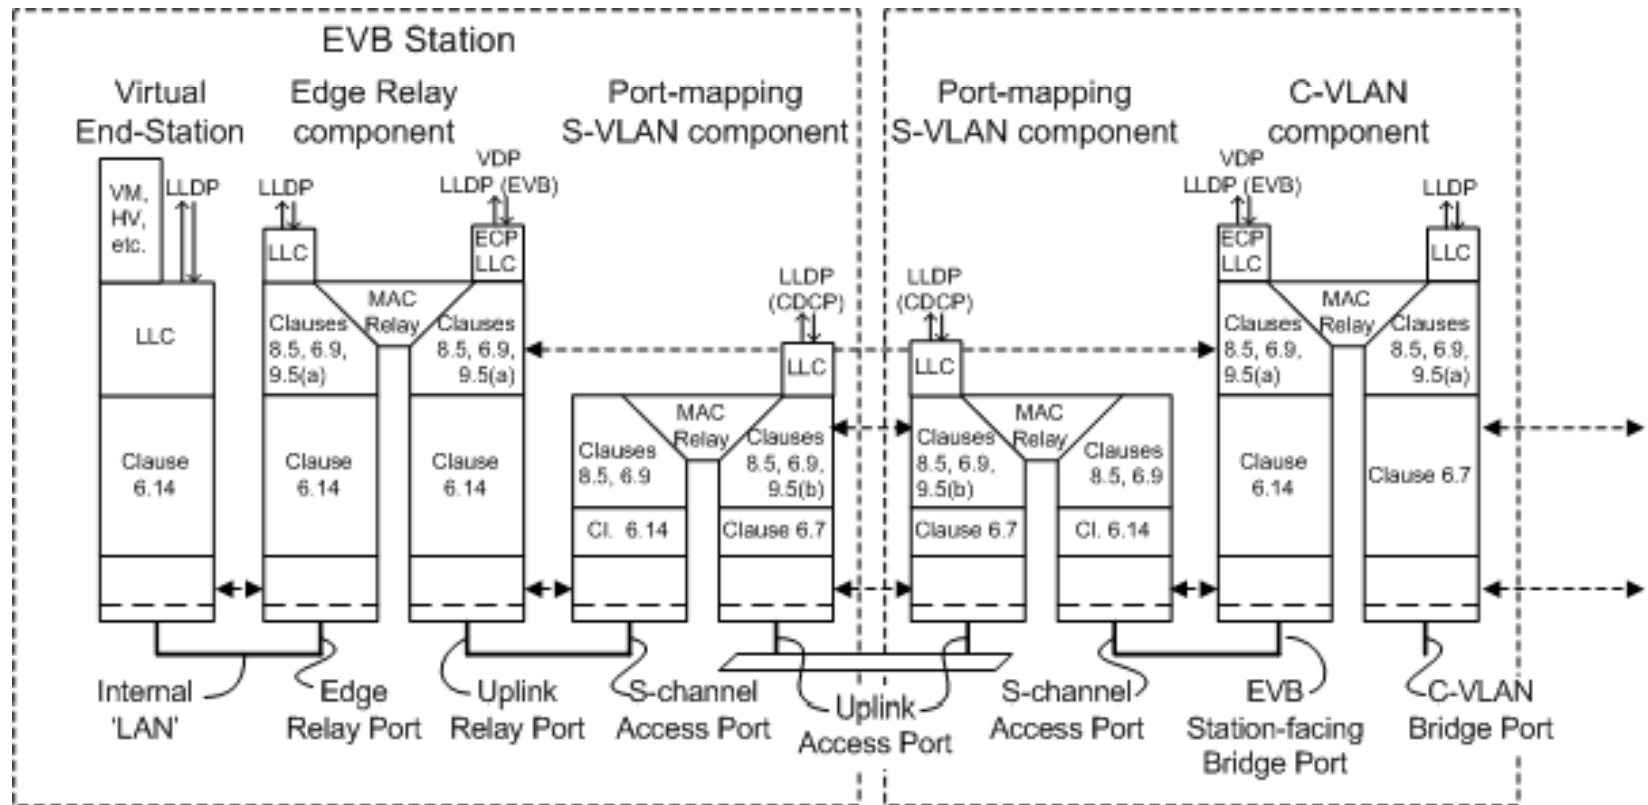 EVB Station
Virtual
End-Station
Edge Relay
component
Port-mapping
S-VLAN component
Port-mapping
S-VLAN component
C-VLAN
component
VM,
HV,
etc.
LLDP
LLDP
VDP
LLDP (EVB)
LLDP
(CDCP)
LLDP
(CDCP)
VDP
LLDP (EVB)
LLDP
LLC
LLC
ECP
LLC
LLC
LLC
ECP
LLC
LLC
MAC
Relay
Clauses
8.5, 6.9,
9.5(a)
Clauses
8.5, 6.9,
9.5(a)
MAC
Relay
Clauses
8.5, 6.9
Clauses
8.5, 6.9,
9.5(b)
MAC
Relay
Clauses
8.5, 6.9,
9.5(b)
Clauses
8.5, 6.9
MAC
Relay
Clauses
8.5, 6.9,
9.5(a)
Clauses
8.5, 6.9,
9.5(a)
Clause
6.14
Clause
6.14
Clause
6.14
Cl. 6.14
Clause 6.7
Clause 6.7
Cl. 6.14
Clause
6.14
Clause 6.7
Internal
'LAN'
Edge
Relay Port
Uplink
Relay Port
S-channel
Access Port
Uplink
Access Port
S-channel
Access Port
EVB
Station-facing
Bridge Port
C-VLAN
Bridge Port